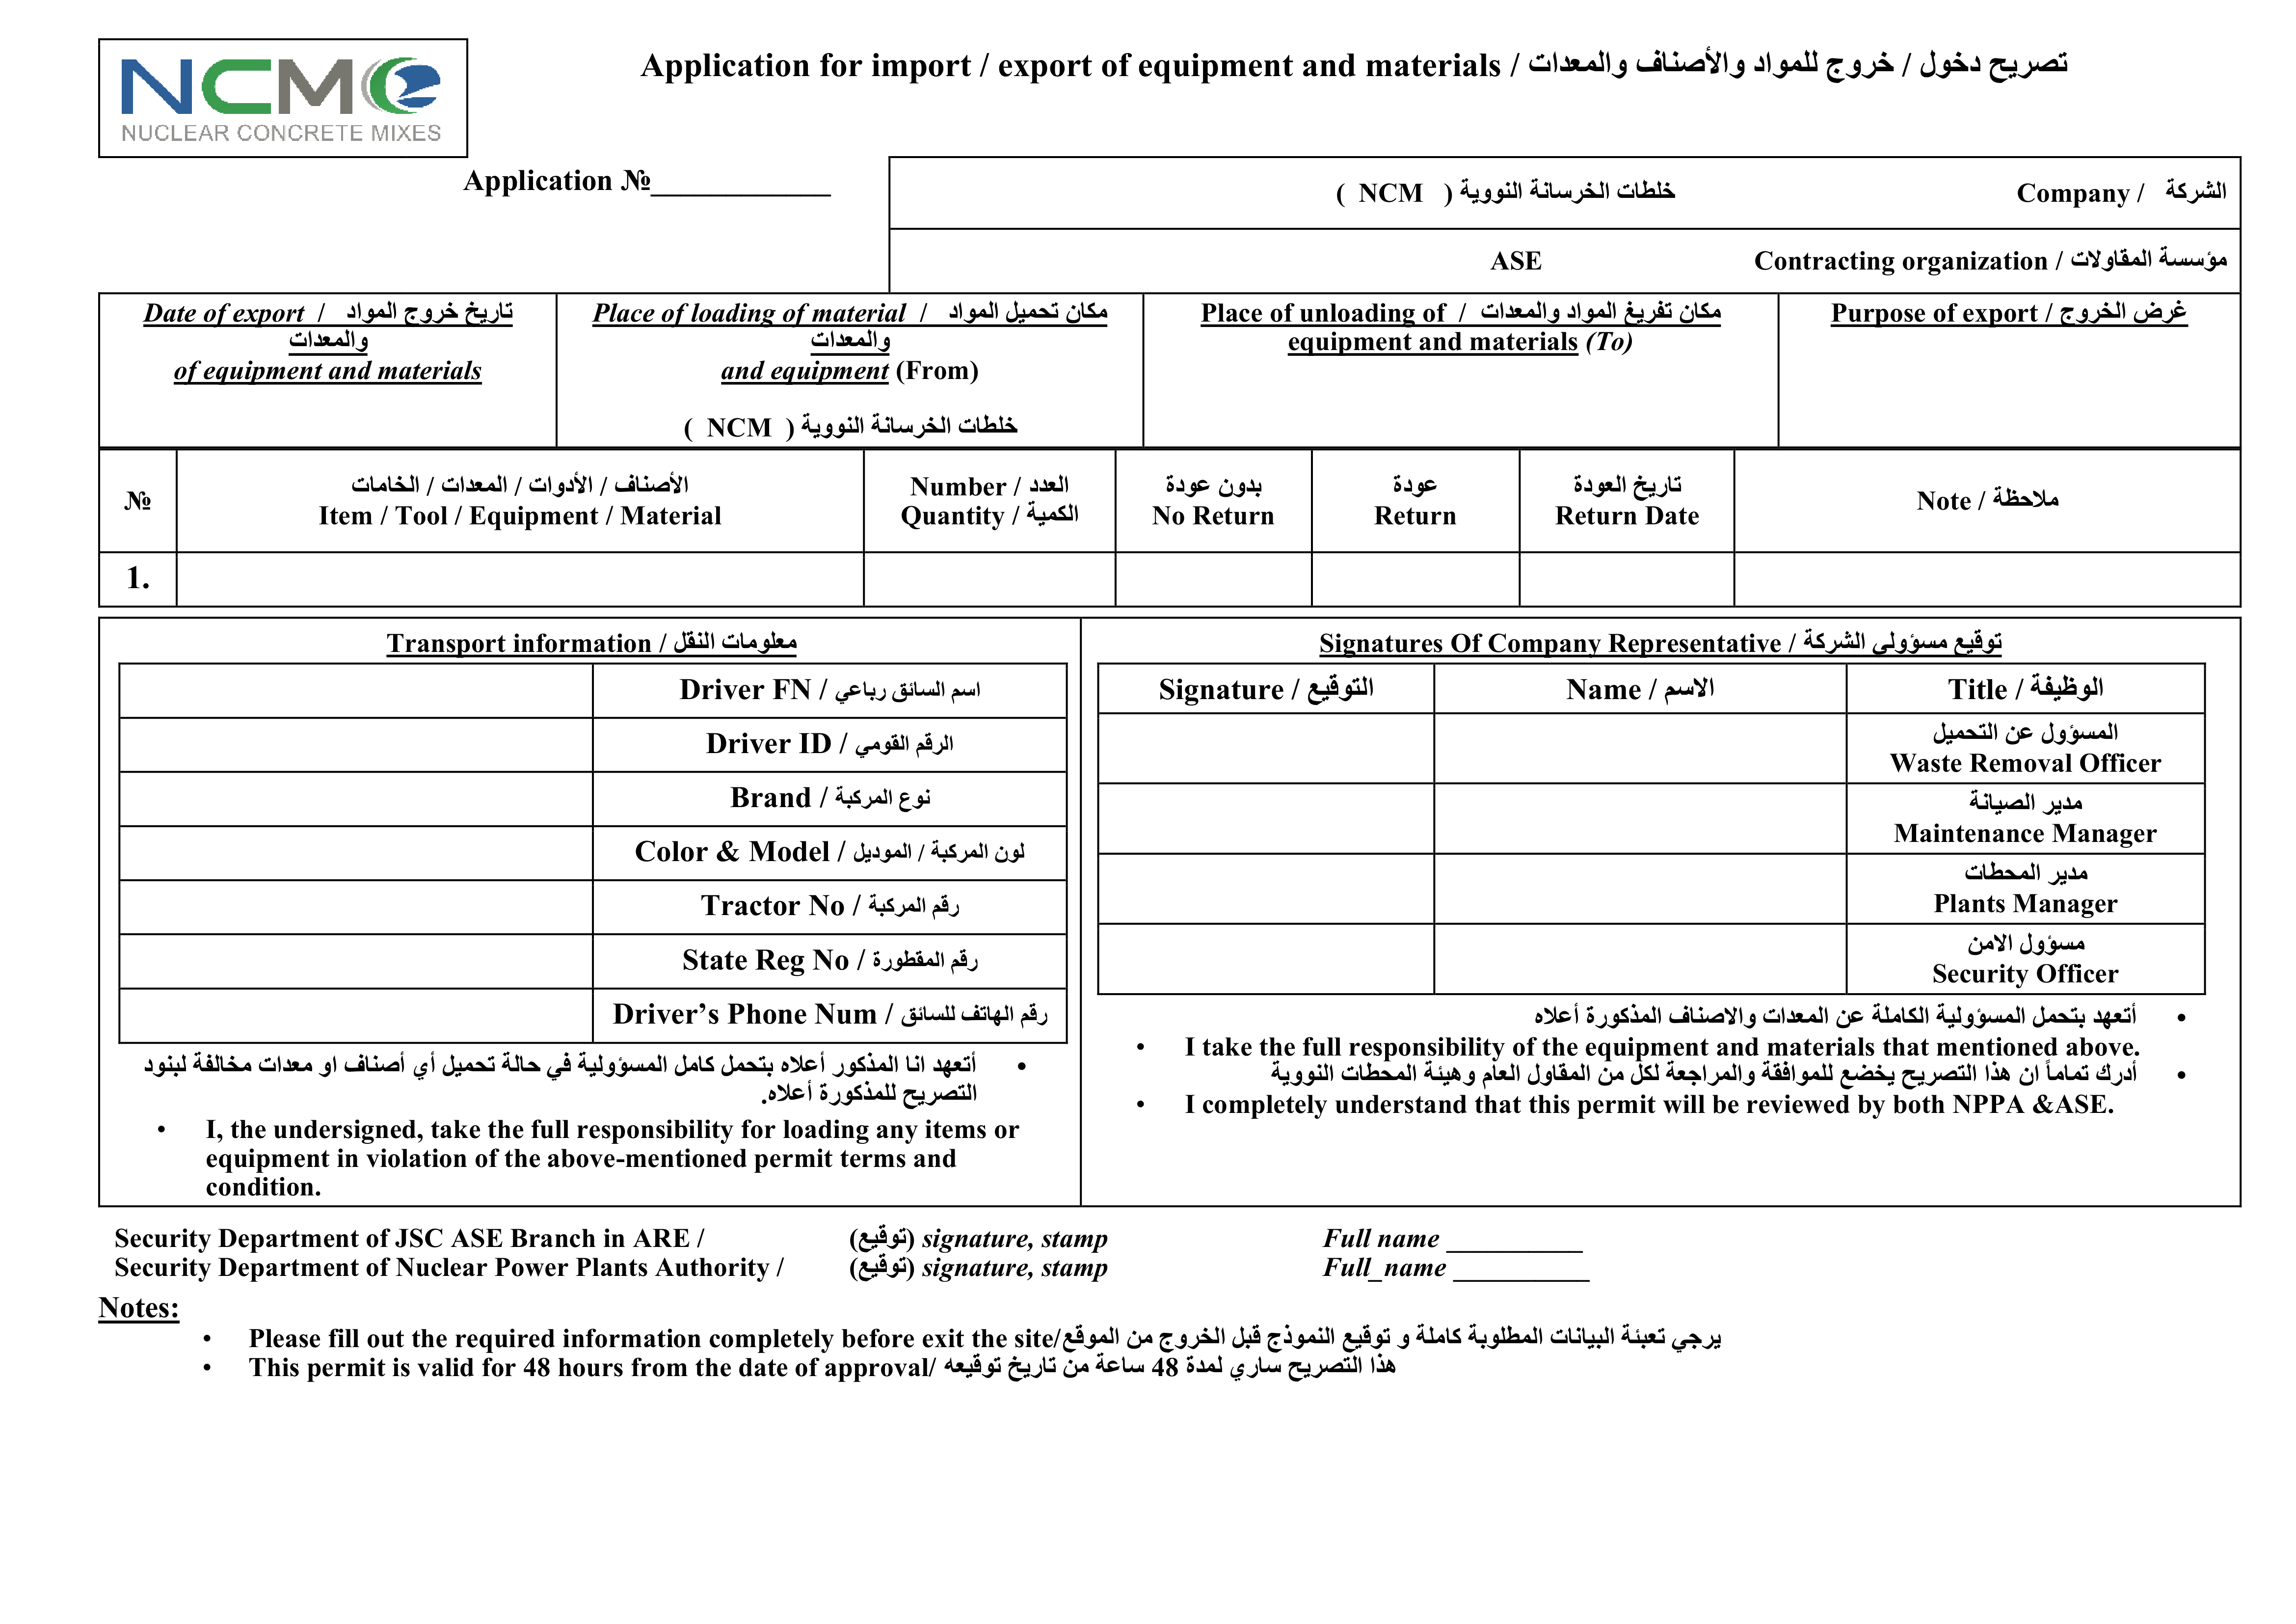 NCM
NUCLEAR CONCRETE MIXES
Application for import / export of equipment and materials / تصريح دخول / خروج للمواد والأصناف والمعدات
Application №____________
الشركة / Company خلطات الخرسانة النووية ( NCM )
مؤسسة المقاولات / Contracting organization ASE
Date of export / تاريخ خروج المواد
والمعدات
of equipment and materials
Place of loading of material / مكان تحميل المواد
والمعدات
and equipment (From)
خلطات الخرسانة النووية ( NCM )
Place of unloading of / مكان تفريغ المواد والمعدات
equipment and materials (To)
Purpose of export / غرض الخروج
№
الأصناف / الأدوات / المعدات / الخامات
Item / Tool / Equipment / Material
Number / العدد
Quantity / الكمية
بدون عودة
No Return
عودة
Return
تاريخ العودة
Return Date
Note / ملاحظة
1.
Transport information / معلومات النقل
Driver FN / اسم السائق رباعي
Driver ID / الرقم القومي
Brand / نوع المركبة
Color & Model / لون المركبة / الموديل
Tractor No / رقم المركبة
State Reg No / رقم المقطورة
Driver’s Phone Num / رقم الهاتف للسائق
• أتعهد انا المذكور أعلاه بتحمل كامل المسؤولية في حالة تحميل أي أصناف او معدات مخالفة لبنود
التصريح للمذكورة أعلاه.
• I, the undersigned, take the full responsibility for loading any items or
equipment in violation of the above-mentioned permit terms and
condition.
Signatures Of Company Representative / توقيع مسؤولي الشركة
Signature / التوقيع
Name / الاسم
Title / الوظيفة
المسؤول عن التحميل
Waste Removal Officer
مدير الصيانة
Maintenance Manager
مدير المحطات
Plants Manager
مسؤول الامن
Security Officer
• أتعهد بتحمل المسؤولية الكاملة عن المعدات والاصناف المذكورة أعلاه
• I take the full responsibility of the equipment and materials that mentioned above.
• أدرك تماماً ان هذا التصريح يخضع للموافقة والمراجعة لكل من المقاول العام وهيئة المحطات النووية
• I completely understand that this permit will be reviewed by both NPPA &ASE.
Security Department of JSC ASE Branch in ARE / (توقيع) signature, stamp Full name _________
Security Department of Nuclear Power Plants Authority / (توقيع) signature, stamp Full_name _________
Notes:
• Please fill out the required information completely before exit the site/يرجي تعبئة البيانات المطلوبة كاملة و توقيع النموذج قبل الخروج من الموقع
• This permit is valid for 48 hours from the date of approval/ هذا التصريح ساري لمدة 48 ساعة من تاريخ توقيعه